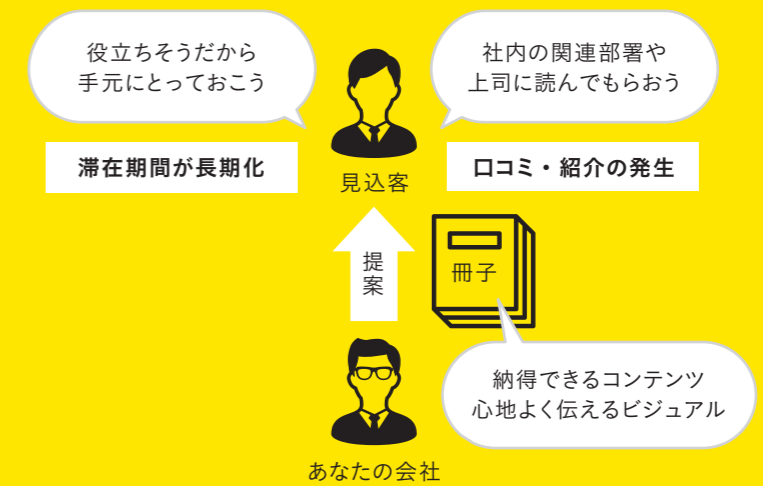 役立ちそうだから
手元にとっておこう
社内の関連部署や
上司に読んでもらおう
滞在期間が長期化
見込客
口コミ・紹介の発生
提案
冊子
納得できるコンテンツ
心地よく伝えるビジュアル
あなたの会社